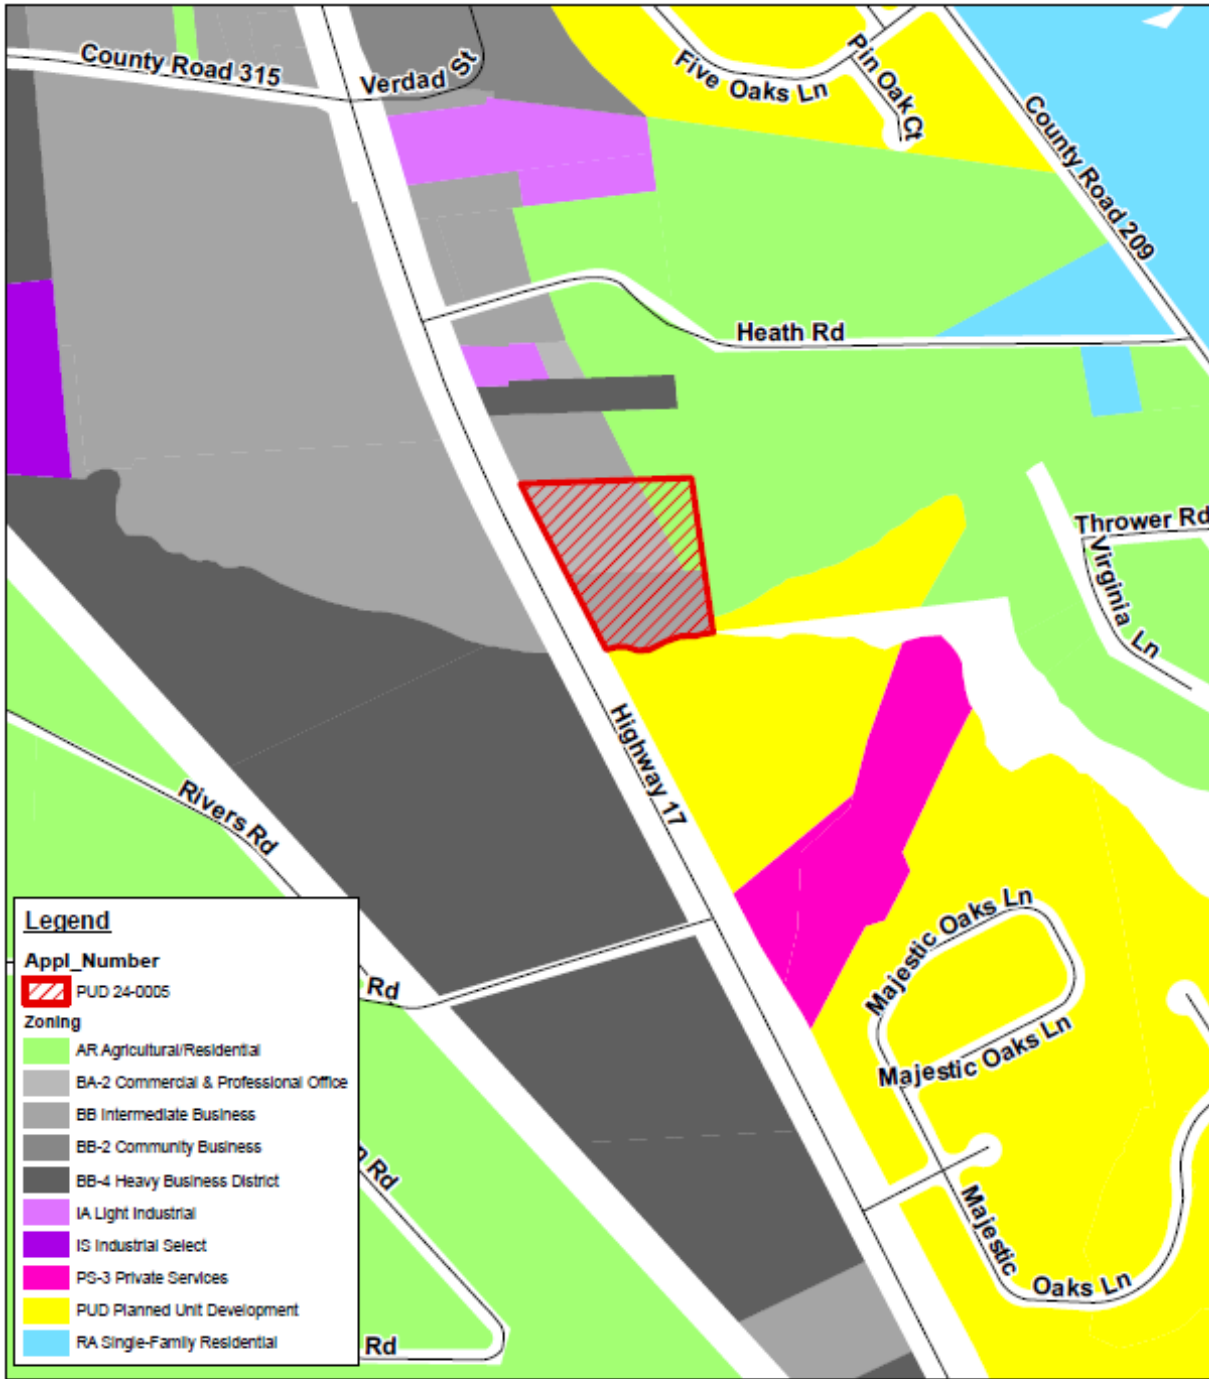 County Road 315
Verdad St
Five Oaks Ln
Pin Oak Ct
County Road 209
Heath Rd
Thrower Rd
Virginia Ln
Highway 17
Rivers Rd
Rd
Majestic Oaks Ln
Majestic Oaks Ln
Majestic Oaks Ln
n Rd
Rd
Legend
Appl_Number
PUD 24-0005
Zoning
AR Agricultural/Residential
BA-2 Commercial & Professional Office
BB Intermediate Business
BB-2 Community Business
BB-4 Heavy Business District
IA Light Industrial
IS Industrial Select
PS-3 Private Services
PUD Planned Unit Development
RA Single-Family Residential